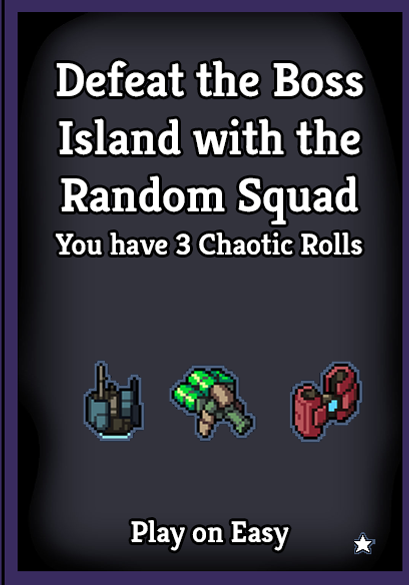 Defeat the Boss
Island with the
Random Squad
You have 3 Chaotic Rolls
Play on Easy